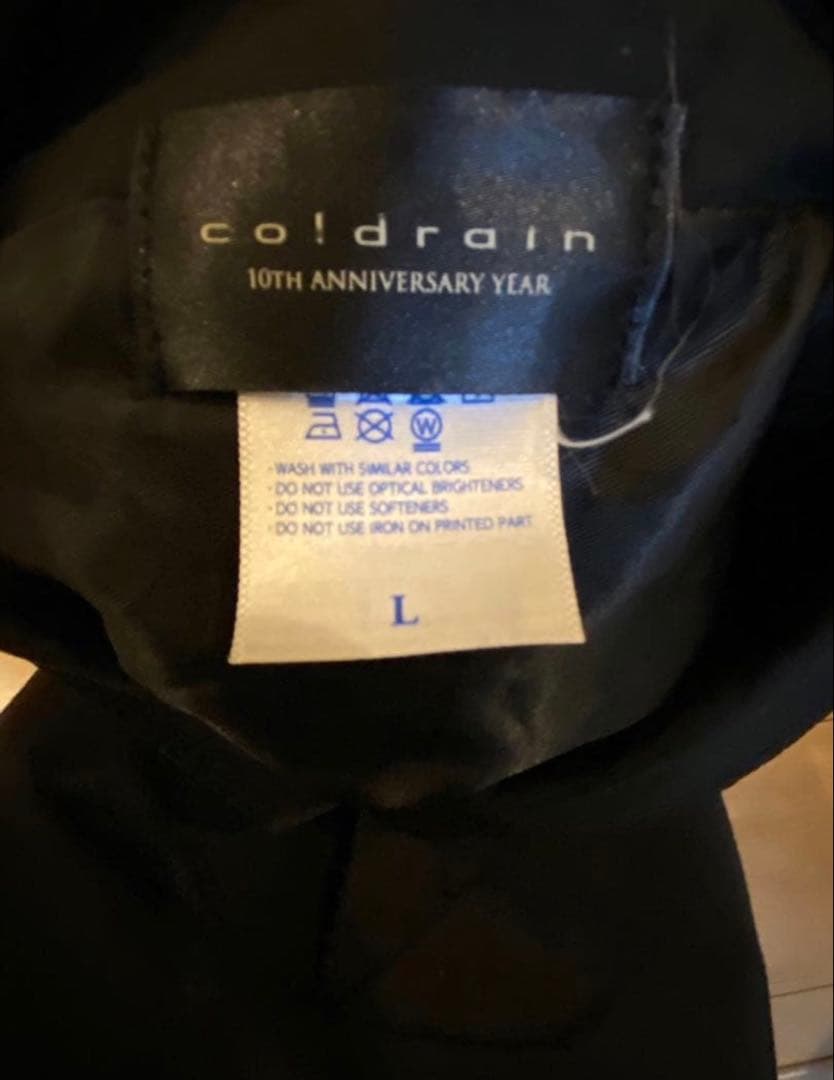 co!drain
10TH ANNIVERSARY YEAR
W
· WASH WITH SIMILAR COLORS
· DO NOT USE OPTICAL BRIGHTENERS
· DO NOT USE SOFTENERS
· DO NOT USE IRON ON PRINTED PART
L